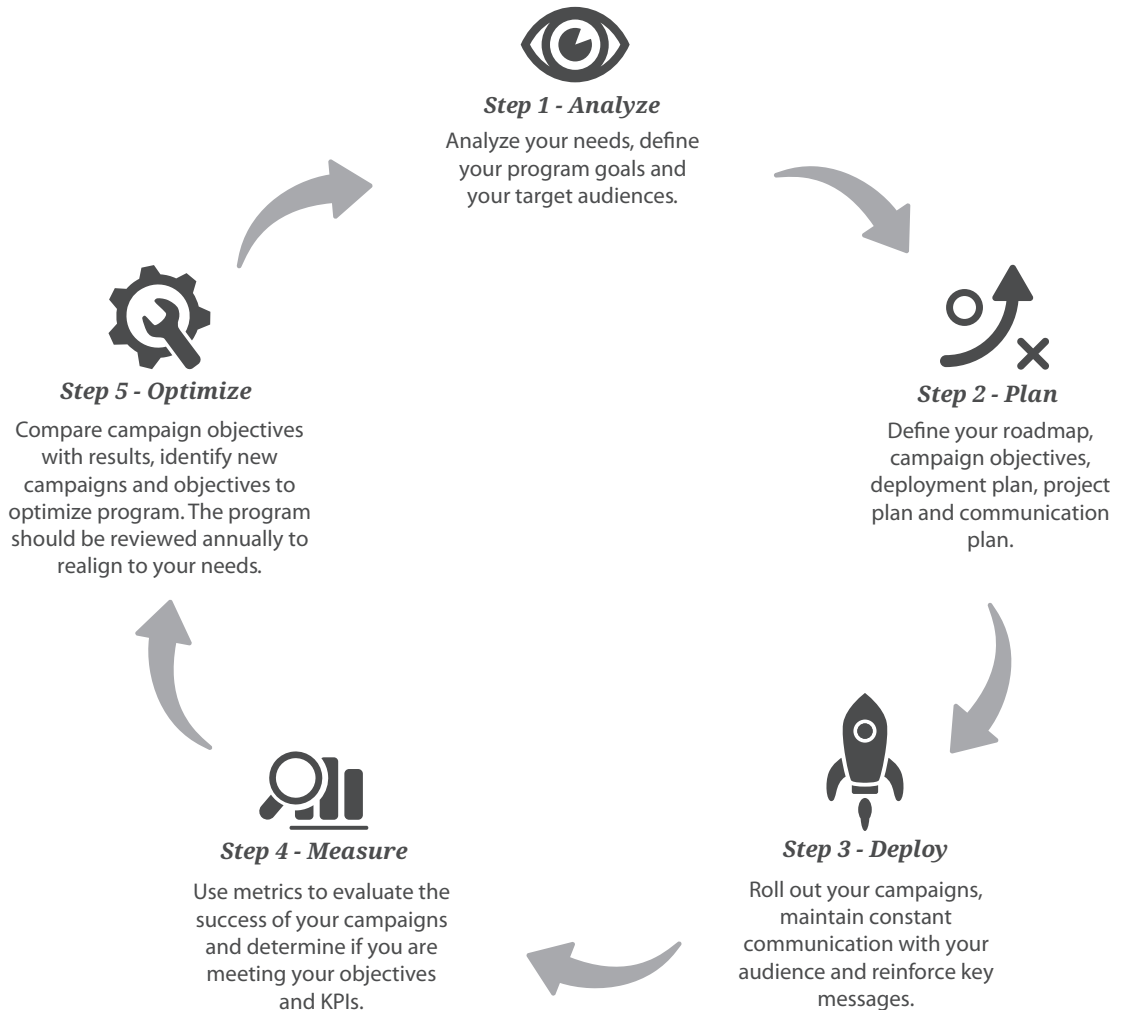 Step 1 - Analyze
Analyze your needs, define
your program goals and
your target audiences.
Step 2 - Plan
Define your roadmap,
campaign objectives,
deployment plan, project
plan and communication
plan.
Step 3 - Deploy
Roll out your campaigns,
maintain constant
communication with your
audience and reinforce key
messages.
Step 4 - Measure
Use metrics to evaluate the
success of your campaigns
and determine if you are
meeting your objectives
and KPIs.
Step 5 - Optimize
Compare campaign objectives
with results, identify new
campaigns and objectives to
optimize program. The program
should be reviewed annually to
realign to your needs.